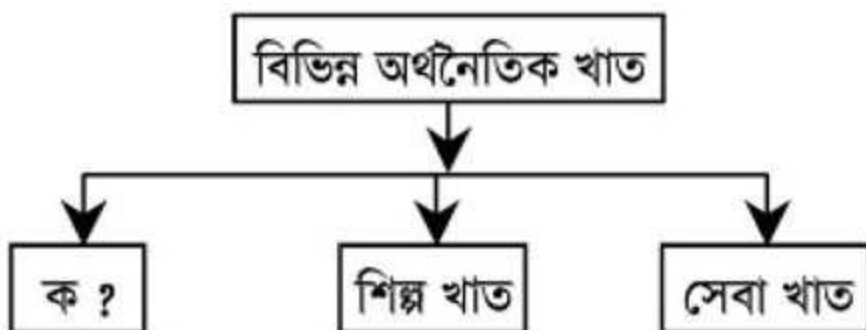 বিভিন্ন অর্থনৈতিক খাত
ক ?
শিল্প খাত
সেবা খাত